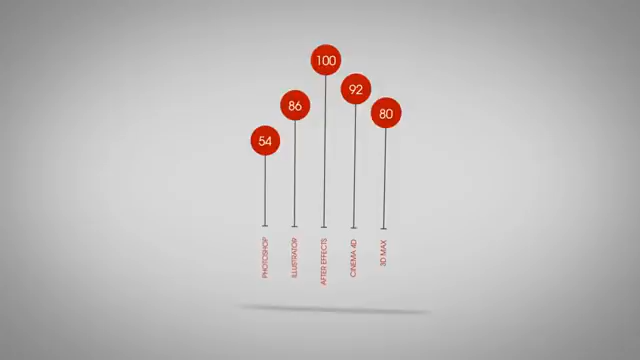 54
86
100
92
80
PHOTOSHOP
ILLUSTRATOR
AFTER EFFECTS
CINEMA 4D
3D MAX